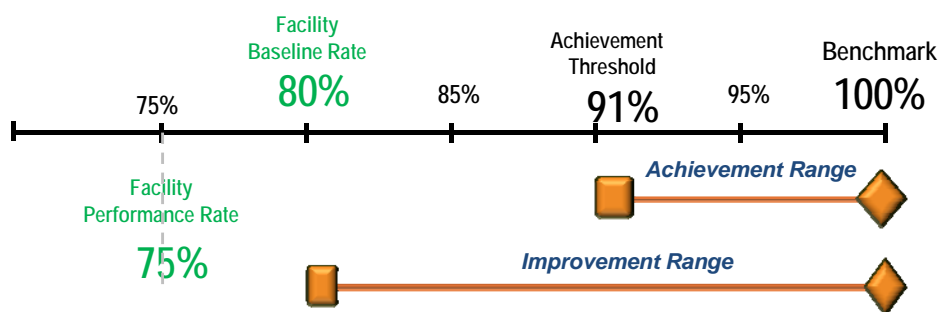 Facility
Baseline Rate
80%
Achievement
Threshold
91%
Benchmark
100%
75%
85%
95%
Facility
Performance Rate
75%
Achievement Range
Improvement Range